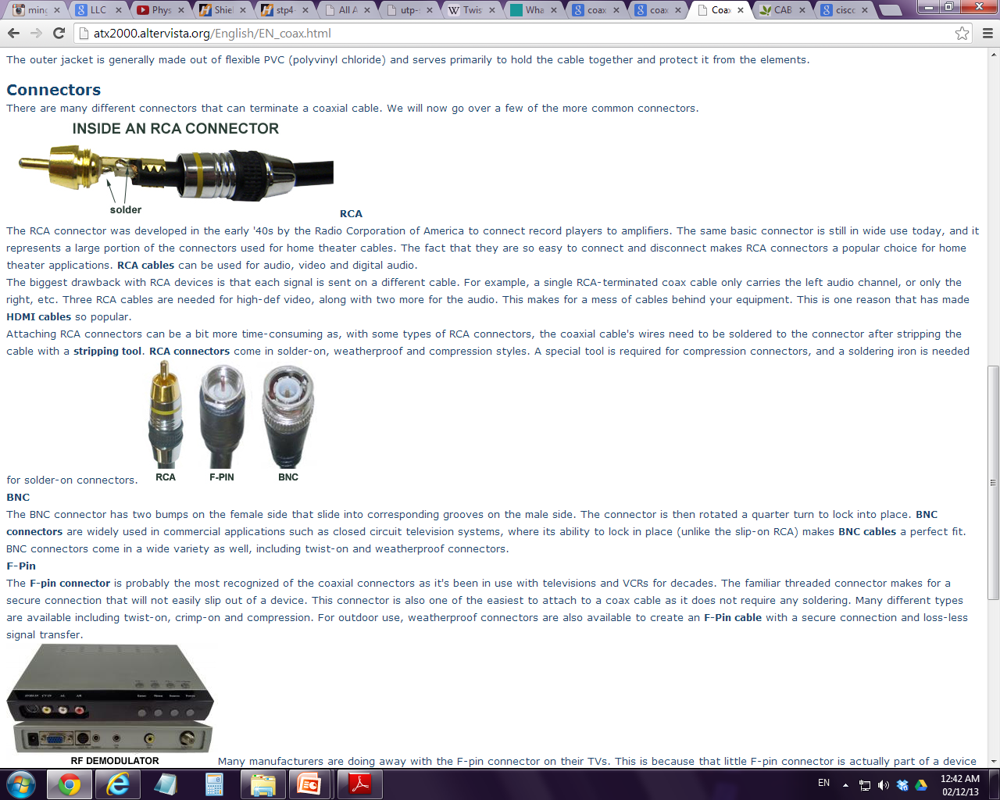 ming
LLC
Phys
Shie
stp4-
All A
utp-
Twis
Wha
coax
coax
Coax
CAB
cisco
atx2000.altervista.org/English/EN_coax.html
The outer jacket is generally made out of flexible PVC (polyvinyl chloride) and serves primarily to hold the cable together and protect it from the elements.
Connectors
There are many different connectors that can terminate a coaxial cable. We will now go over a few of the more common connectors.
INSIDE AN RCA CONNECTOR
solder
RCA
The RCA connector was developed in the early '40s by the Radio Corporation of America to connect record players to amplifiers. The same basic connector is still in wide use today, and it
represents a large portion of the connectors used for home theater cables. The fact that they are so easy to connect and disconnect makes RCA connectors a popular choice for home
theater applications. RCA cables can be used for audio, video and digital audio.
The biggest drawback with RCA devices is that each signal is sent on a different cable. For example, a single RCA-terminated coax cable only carries the left audio channel, or only the
right, etc. Three RCA cables are needed for high-def video, along with two more for the audio. This makes for a mess of cables behind your equipment. This is one reason that has made
HDMI cables so popular.
Attaching RCA connectors can be a bit more time-consuming as, with some types of RCA connectors, the coaxial cable's wires need to be soldered to the connector after stripping the
cable with a stripping tool. RCA connectors come in solder-on, weatherproof and compression styles. A special tool is required for compression connectors, and a soldering iron is needed
RCA F-PIN BNC
for solder-on connectors.
BNC
The BNC connector has two bumps on the female side that slide into corresponding grooves on the male side. The connector is then rotated a quarter turn to lock into place. BNC
connectors are widely used in commercial applications such as closed circuit television systems, where its ability to lock in place (unlike the slip-on RCA) makes BNC cables a perfect fit.
BNC connectors come in a wide variety as well, including twist-on and weatherproof connectors.
F-Pin
The F-pin connector is probably the most recognized of the coaxial connectors as it's been in use with televisions and VCRs for decades. The familiar threaded connector makes for a
secure connection that will not easily slip out of a device. This connector is also one of the easiest to attach to a coax cable as it does not require any soldering. Many different types
are available including twist-on, crimp-on and compression. For outdoor use, weatherproof connectors are also available to create an F-Pin cable with a secure connection and loss-less
signal transfer.
RF DEMODULATOR
Many manufacturers are doing away with the F-pin connector on their TVs. This is because that little F-pin connector is actually part of a device
EN
12:42 AM
02/12/13